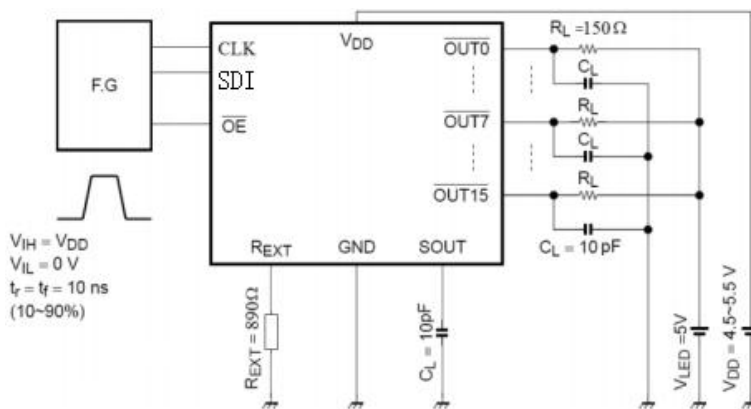 F.G
CLK
SDI
OE
VDD
OUT0
OUT7
OUT15
REXT
GND
SOUT
RL =150Ω
CL
RL
CL
RL
CL = 10 pF
VIH = VDD
VIL = 0 V
tr = tf = 10 ns
(10~90%)
REXT = 890Ω
CL = 10pF
VLED =5V
VDD = 4.5~5.5 V